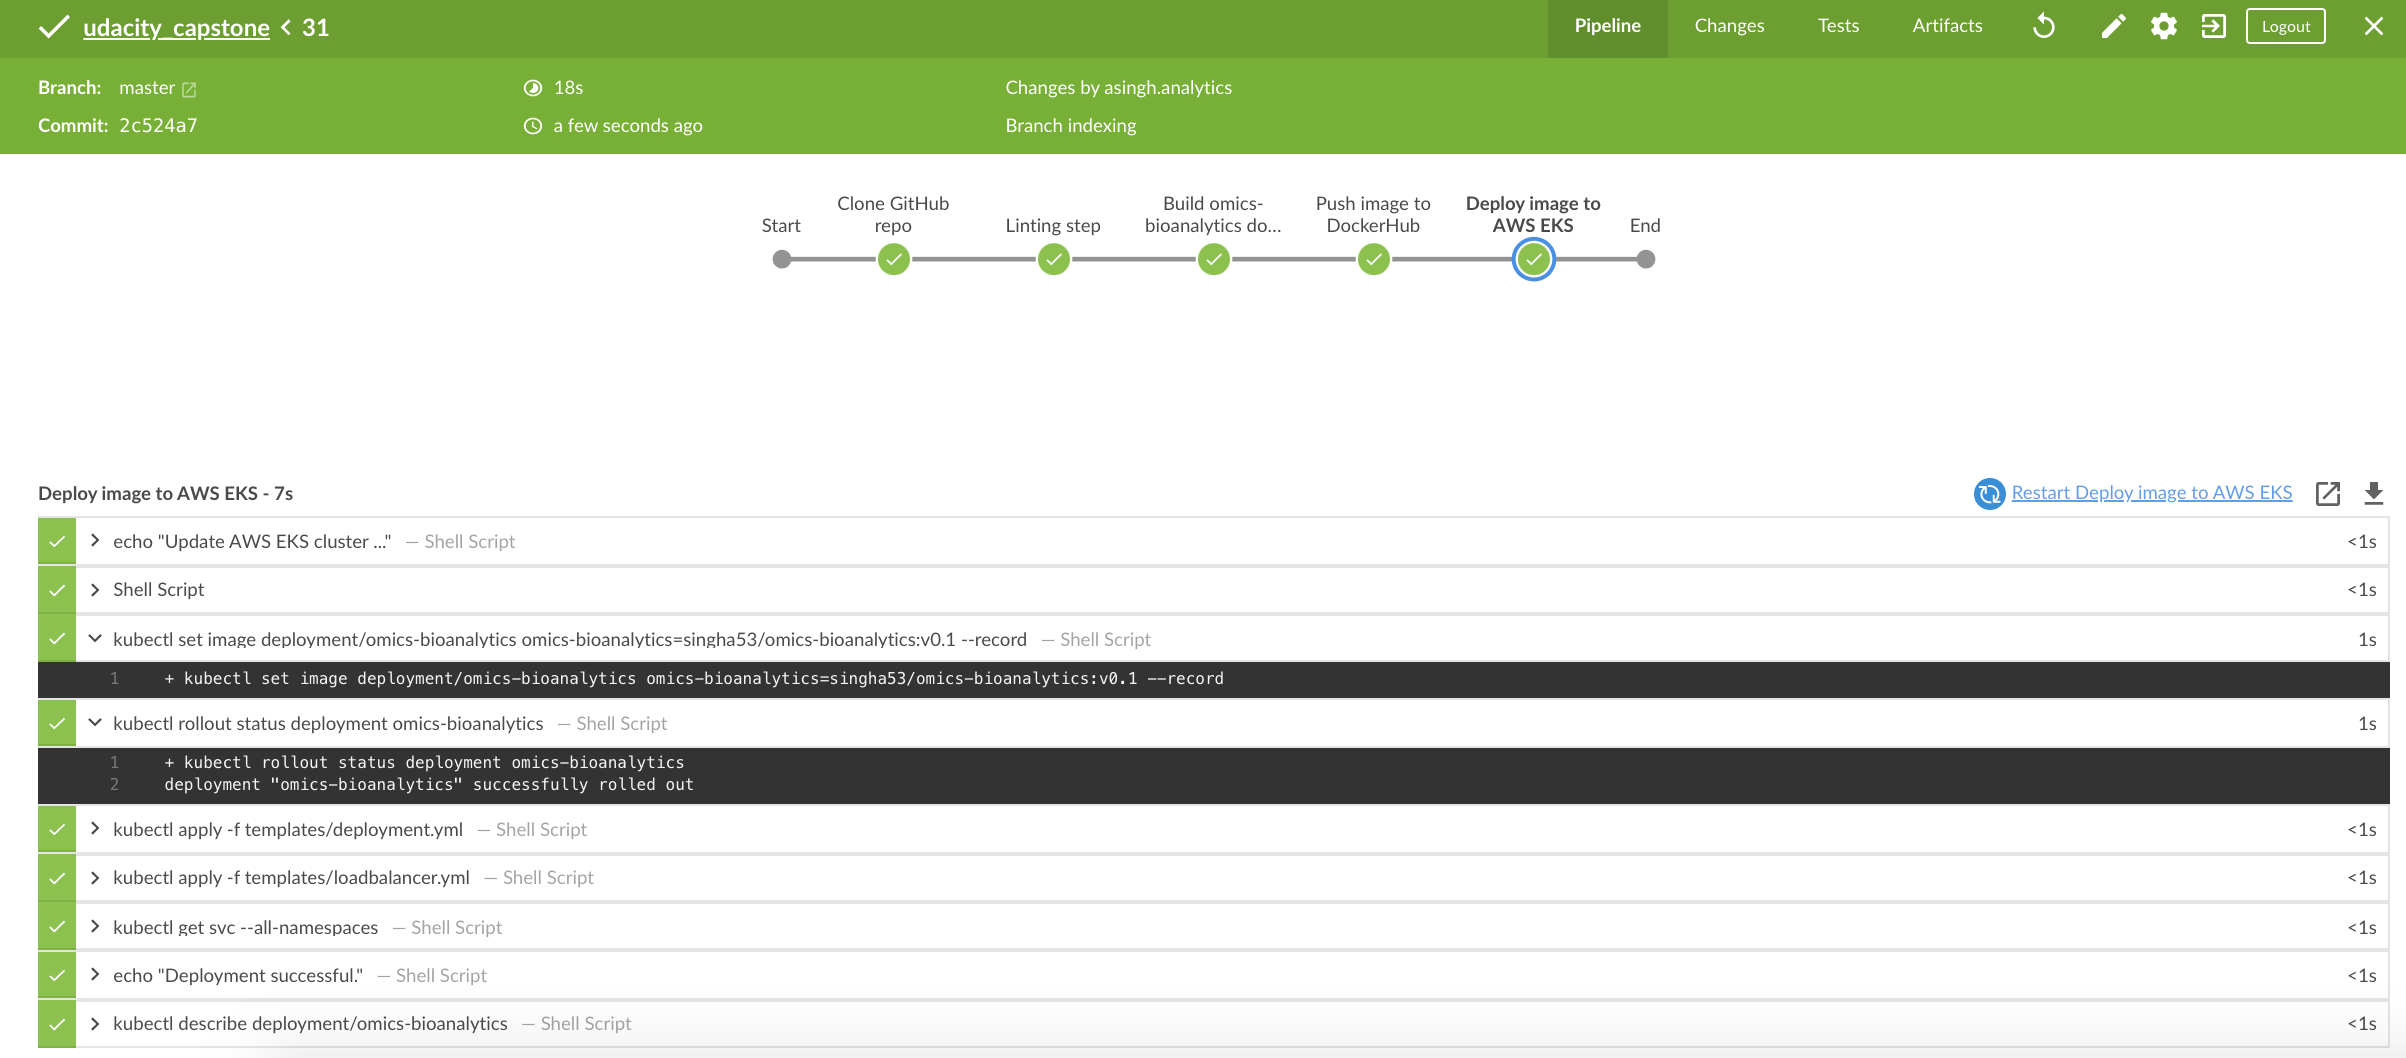 udacity_capstone < 31
Pipeline Changes Tests Artifacts Logout
Branch: master
18s
Changes by asingh.analytics
Commit: 2c524a7
a few seconds ago
Branch indexing
Start
Clone GitHub
repo
Linting step
Build omics-
bioanalytics do...
Push image to
DockerHub
Deploy image to
AWS EKS
End
Deploy image to AWS EKS - 7s
Restart Deploy image to AWS EKS
echo "Update AWS EKS cluster ..." — Shell Script <1s
Shell Script <1s
kubectl set image deployment/omics-bioanalytics omics-bioanalytics=singha53/omics-bioanalytics:v0.1 --record — Shell Script 1s
1 + kubectl set image deployment/omics-bioanalytics omics-bioanalytics=singha53/omics-bioanalytics:v0.1 --record
kubectl rollout status deployment omics-bioanalytics — Shell Script 1s
1 + kubectl rollout status deployment omics-bioanalytics
2 deployment "omics-bioanalytics" successfully rolled out
kubectl apply -f templates/deployment.yml — Shell Script <1s
kubectl apply -f templates/loadbalancer.yml — Shell Script <1s
kubectl get svc --all-namespaces — Shell Script <1s
echo "Deployment successful." — Shell Script <1s
kubectl describe deployment/omics-bioanalytics — Shell Script <1s